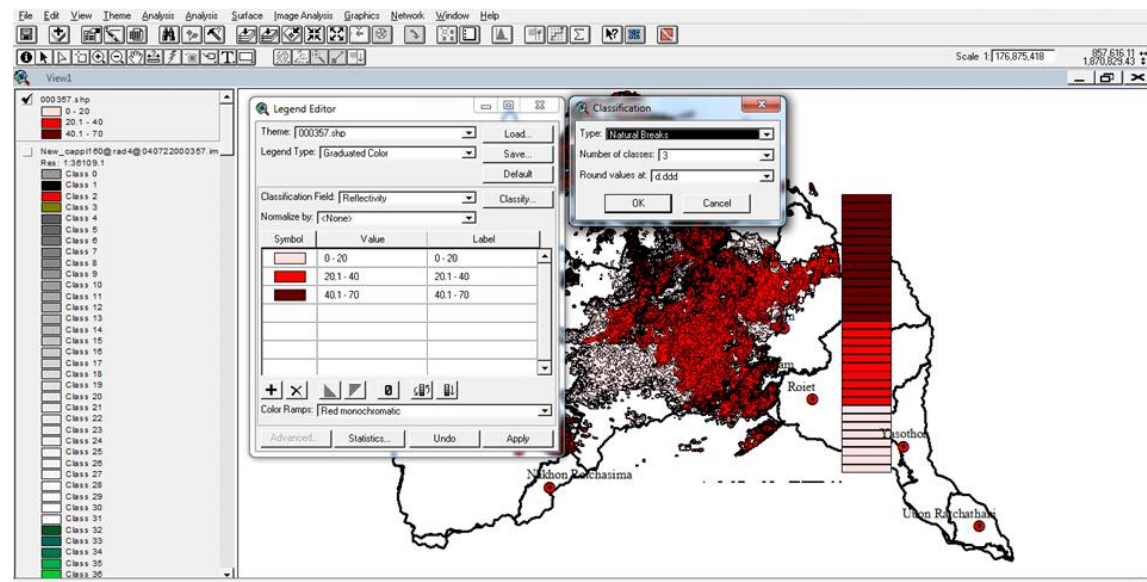 File Edit View Theme Analysis Analysis Surface Image Analysis Graphics Network Window Help
Scale 1: 176,875,418
857,616.11
1,870,829.43
View1
000357.shp
0 - 20
20.1 - 40
40.1 - 70
New_cappi160@rad4@040722000357.im
Res: 1:36109.1
Class 0
Class 1
Class 2
Class 3
Class 4
Class 5
Class 6
Class 7
Class 8
Class 9
Class 10
Class 11
Class 12
Class 13
Class 14
Class 15
Class 16
Class 17
Class 18
Class 19
Class 20
Class 21
Class 22
Class 23
Class 24
Class 25
Class 26
Class 27
Class 28
Class 29
Class 30
Class 31
Class 32
Class 33
Class 34
Class 35
Class 36
Legend Editor
Theme: 000357.shp
Load...
Legend Type: Graduated Color
Save...
Default
Classification Field: Reflectivity
Classify...
Normalize by: <None>
Symbol Value Label
0 - 20 0 - 20
20.1 - 40 20.1 - 40
40.1 - 70 40.1 - 70
Color Ramps: Red monochromatic
Advanced... Statistics... Undo Apply
Classification
Type: Natural Breaks
Number of classes: 3
Round values at: d.ddd
OK Cancel
Roiet
Yasothon
Nakhon Ratchasima
Ubon Ratchathani